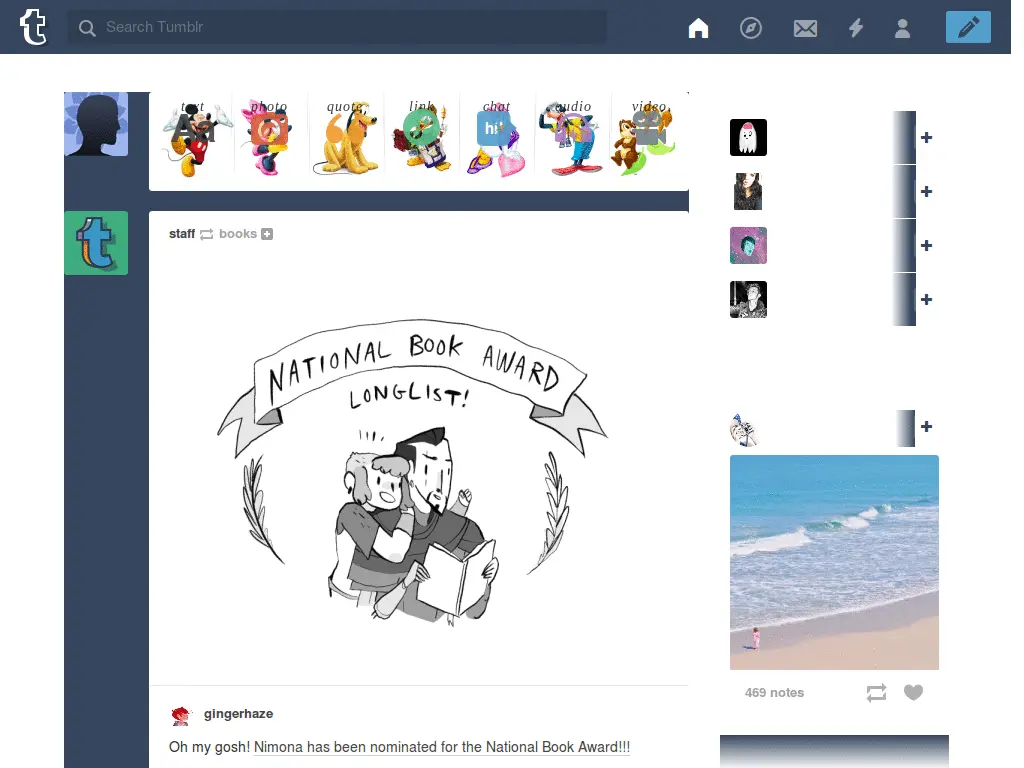 Search Tumblr
text photo quote link chat audio video
Aa hi!
staff books
NATIONAL BOOK AWARD
LONGLIST!
469 notes
gingerhaze
Oh my gosh! Nimona has been nominated for the National Book Award!!!